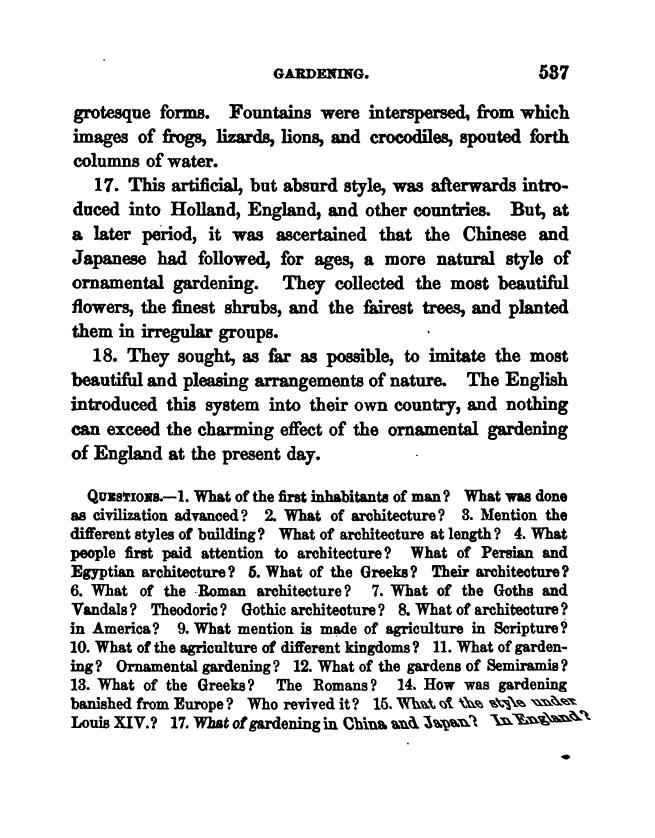 GARDENING. 537
grotesque forms. Fountains were interspersed, from which
images of frogs, lizards, lions, and crocodiles, spouted forth
columns of water.
17. This artificial, but absurd style, was afterwards intro-
duced into Holland, England, and other countries. But, at
a later period, it was ascertained that the Chinese and
Japanese had followed, for ages, a more natural style of
ornamental gardening. They collected the most beautiful
flowers, the finest shrubs, and the fairest trees, and planted
them in irregular groups.
18. They sought, as far as possible, to imitate the most
beautiful and pleasing arrangements of nature. The English
introduced this system into their own country, and nothing
can exceed the charming effect of the ornamental gardening
of England at the present day.
QUESTIONS.—1. What of the first inhabitants of man? What was done
as civilization advanced? 2. What of architecture? 3. Mention the
different styles of building? What of architecture at length? 4. What
people first paid attention to architecture? What of Persian and
Egyptian architecture? 5. What of the Greeks? Their architecture?
6. What of the Roman architecture? 7. What of the Goths and
Vandals? Theodoric? Gothic architecture? 8. What of architecture?
in America? 9. What mention is made of agriculture in Scripture?
10. What of the agriculture of different kingdoms? 11. What of garden-
ing? Ornamental gardening? 12. What of the gardens of Semiramis?
13. What of the Greeks? The Romans? 14. How was gardening
banished from Europe? Who revived it? 15. What of the style under
Louis XIV.? 17. What of gardening in China and Japan? In England?